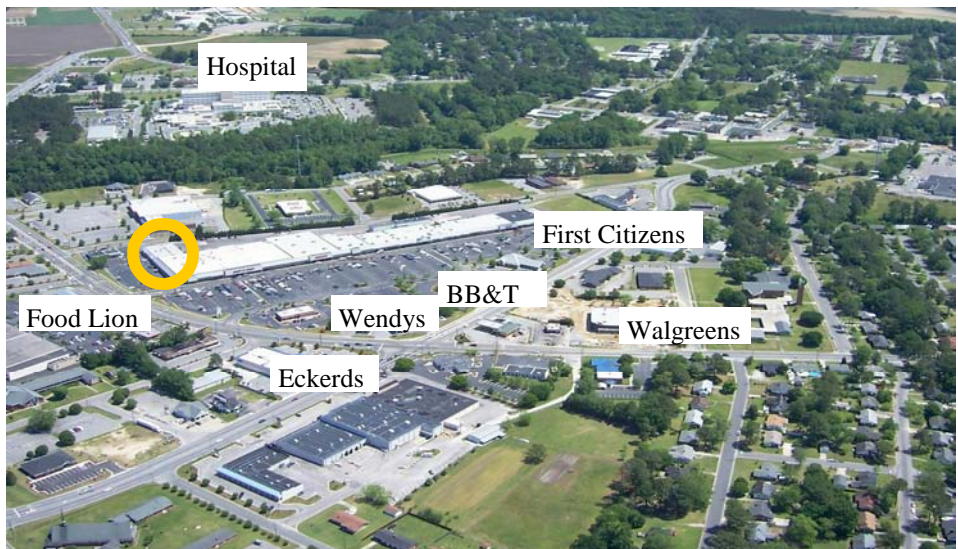 Hospital
First Citizens
BB&T
Food Lion
Wendys
Walgreens
Eckerds